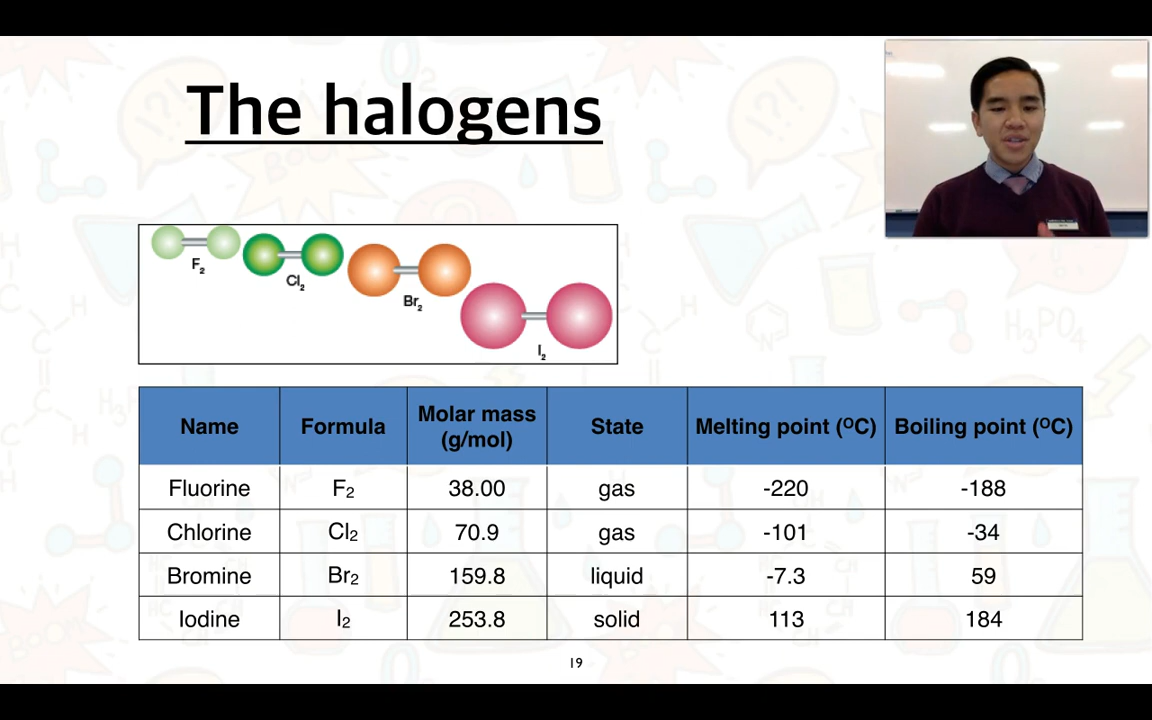 The halogens
F₂
Cl₂
Br₂
I₂
Name Formula Molar mass (g/mol) State Melting point (ᴼC) Boiling point (ᴼC)
Fluorine F₂ 38.00 gas -220 -188
Chlorine Cl₂ 70.9 gas -101 -34
Bromine Br₂ 159.8 liquid -7.3 59
Iodine I₂ 253.8 solid 113 184
19